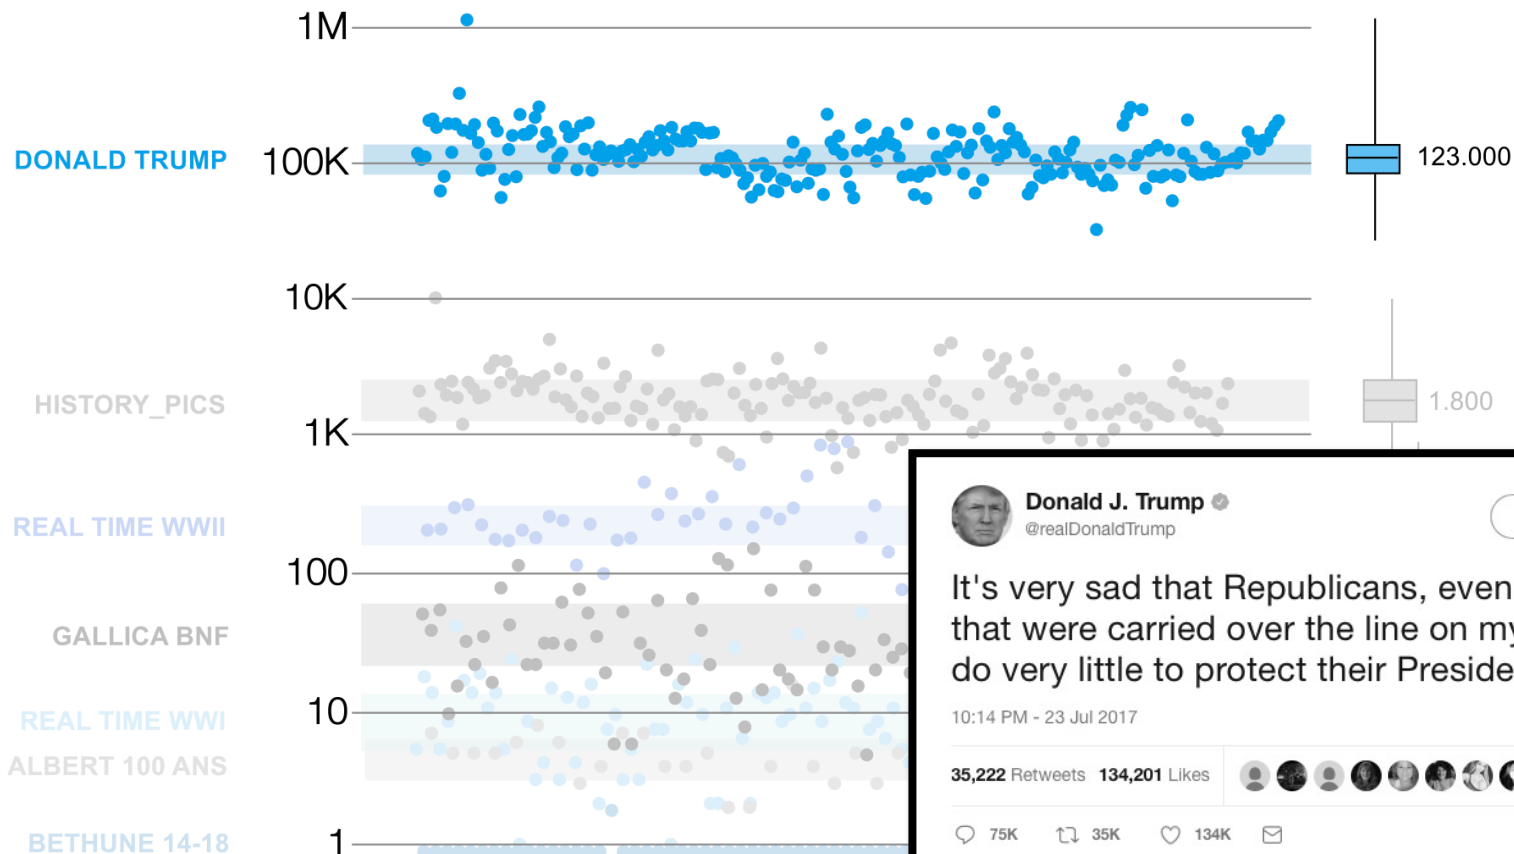 1M
DONALD TRUMP
100K
123.000
10K
HISTORY_PICS
1.800
1K
REAL TIME WWII
100
GALLICA BNF
10
REAL TIME WWI
ALBERT 100 ANS
1
BETHUNE 14-18
Donald J. Trump
@realDonaldTrump
It's very sad that Republicans, even
that were carried over the line on my
do very little to protect their Preside
10:14 PM - 23 Jul 2017
35,222 Retweets 134,201 Likes
75K 35K 134K